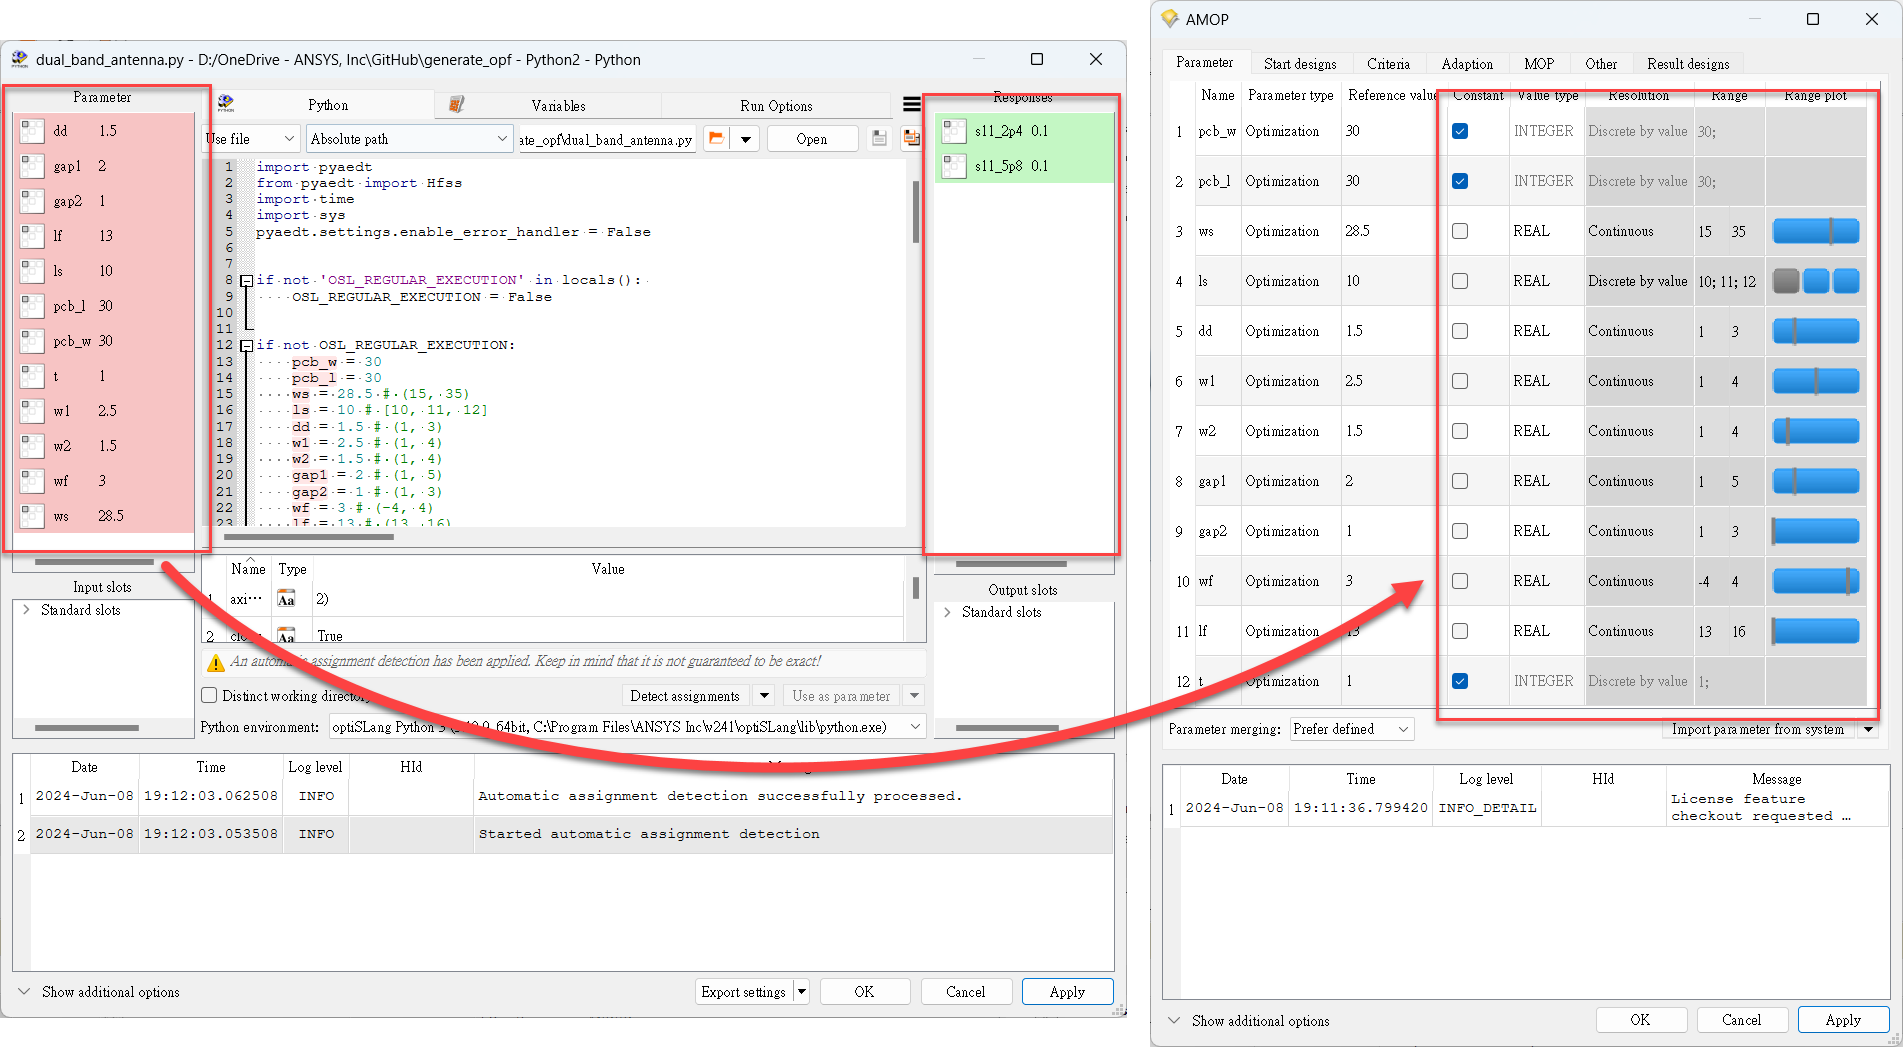 dual_band_antenna.py - D:/OneDrive - ANSYS, Inc\GitHub\generate_opf - Python2 - Python
Parameter
dd 1.5
gap1 2
gap2 1
lf 13
ls 10
pcb_l 30
pcb_w 30
t 1
w1 2.5
w2 1.5
wf 3
ws 28.5
Input slots
Standard slots
Python
Variables
Run Options
Use file
Absolute path
ate_opf\dual_band_antenna.py
Open
1 import pyaedt
2 from pyaedt import Hfss
3 import time
4 import sys
5 pyaedt.settings.enable_error_handler = False
6
7
8 if not 'OSL_REGULAR_EXECUTION' in locals():
9 OSL_REGULAR_EXECUTION = False
10
11
12 if not OSL_REGULAR_EXECUTION:
13 pcb_w = 30
14 pcb_l = 30
15 ws = 28.5 # (15, 35)
16 ls = 10 # [10, 11, 12]
17 dd = 1.5 # (1, 3)
18 w1 = 2.5 # (1, 4)
19 w2 = 1.5 # (1, 4)
20 gap1 = 2 # (1, 5)
21 gap2 = 1 # (1, 3)
22 wf = 3 # (-4, 4)
23 lf = 13 # (13, 16)
Name Type Value
1 axi··· Aa 2)
2 Aa True
An automatic assignment detection has been applied. Keep in mind that it is not guaranteed to be exact!
Distinct working directory
Detect assignments
Use as parameter
Python environment: optiSLang Python 3 64bit, C:\Program Files\ANSYS Inc\v241\optiSLang\lib\python.exe)
Responses
s11_2p4 0.1
s11_5p8 0.1
Output slots
Standard slots
Date Time Log level HId
1 2024-Jun-08 19:12:03.062508 INFO Automatic assignment detection successfully processed.
2 2024-Jun-08 19:12:03.053508 INFO Started automatic assignment detection
Show additional options
Export settings
OK
Cancel
Apply
AMOP
Parameter Start designs Criteria Adaption MOP Other Result designs
Name Parameter type Reference value Constant Value type Resolution Range Range plot
1 pcb_w Optimization 30 INTEGER Discrete by value 30;
2 pcb_l Optimization 30 INTEGER Discrete by value 30;
3 ws Optimization 28.5 REAL Continuous 15 35
4 ls Optimization 10 REAL Discrete by value 10; 11; 12
5 dd Optimization 1.5 REAL Continuous 1 3
6 w1 Optimization 2.5 REAL Continuous 1 4
7 w2 Optimization 1.5 REAL Continuous 1 4
8 gap1 Optimization 2 REAL Continuous 1 5
9 gap2 Optimization 1 REAL Continuous 1 3
10 wf Optimization 3 REAL Continuous -4 4
11 lf Optimization 13 REAL Continuous 13 16
12 t Optimization 1 INTEGER Discrete by value 1;
Parameter merging: Prefer defined
Import parameter from system
Date Time Log level HId Message
1 2024-Jun-08 19:11:36.799420 INFO_DETAIL License feature
checkout requested ...
Show additional options
OK
Cancel
Apply